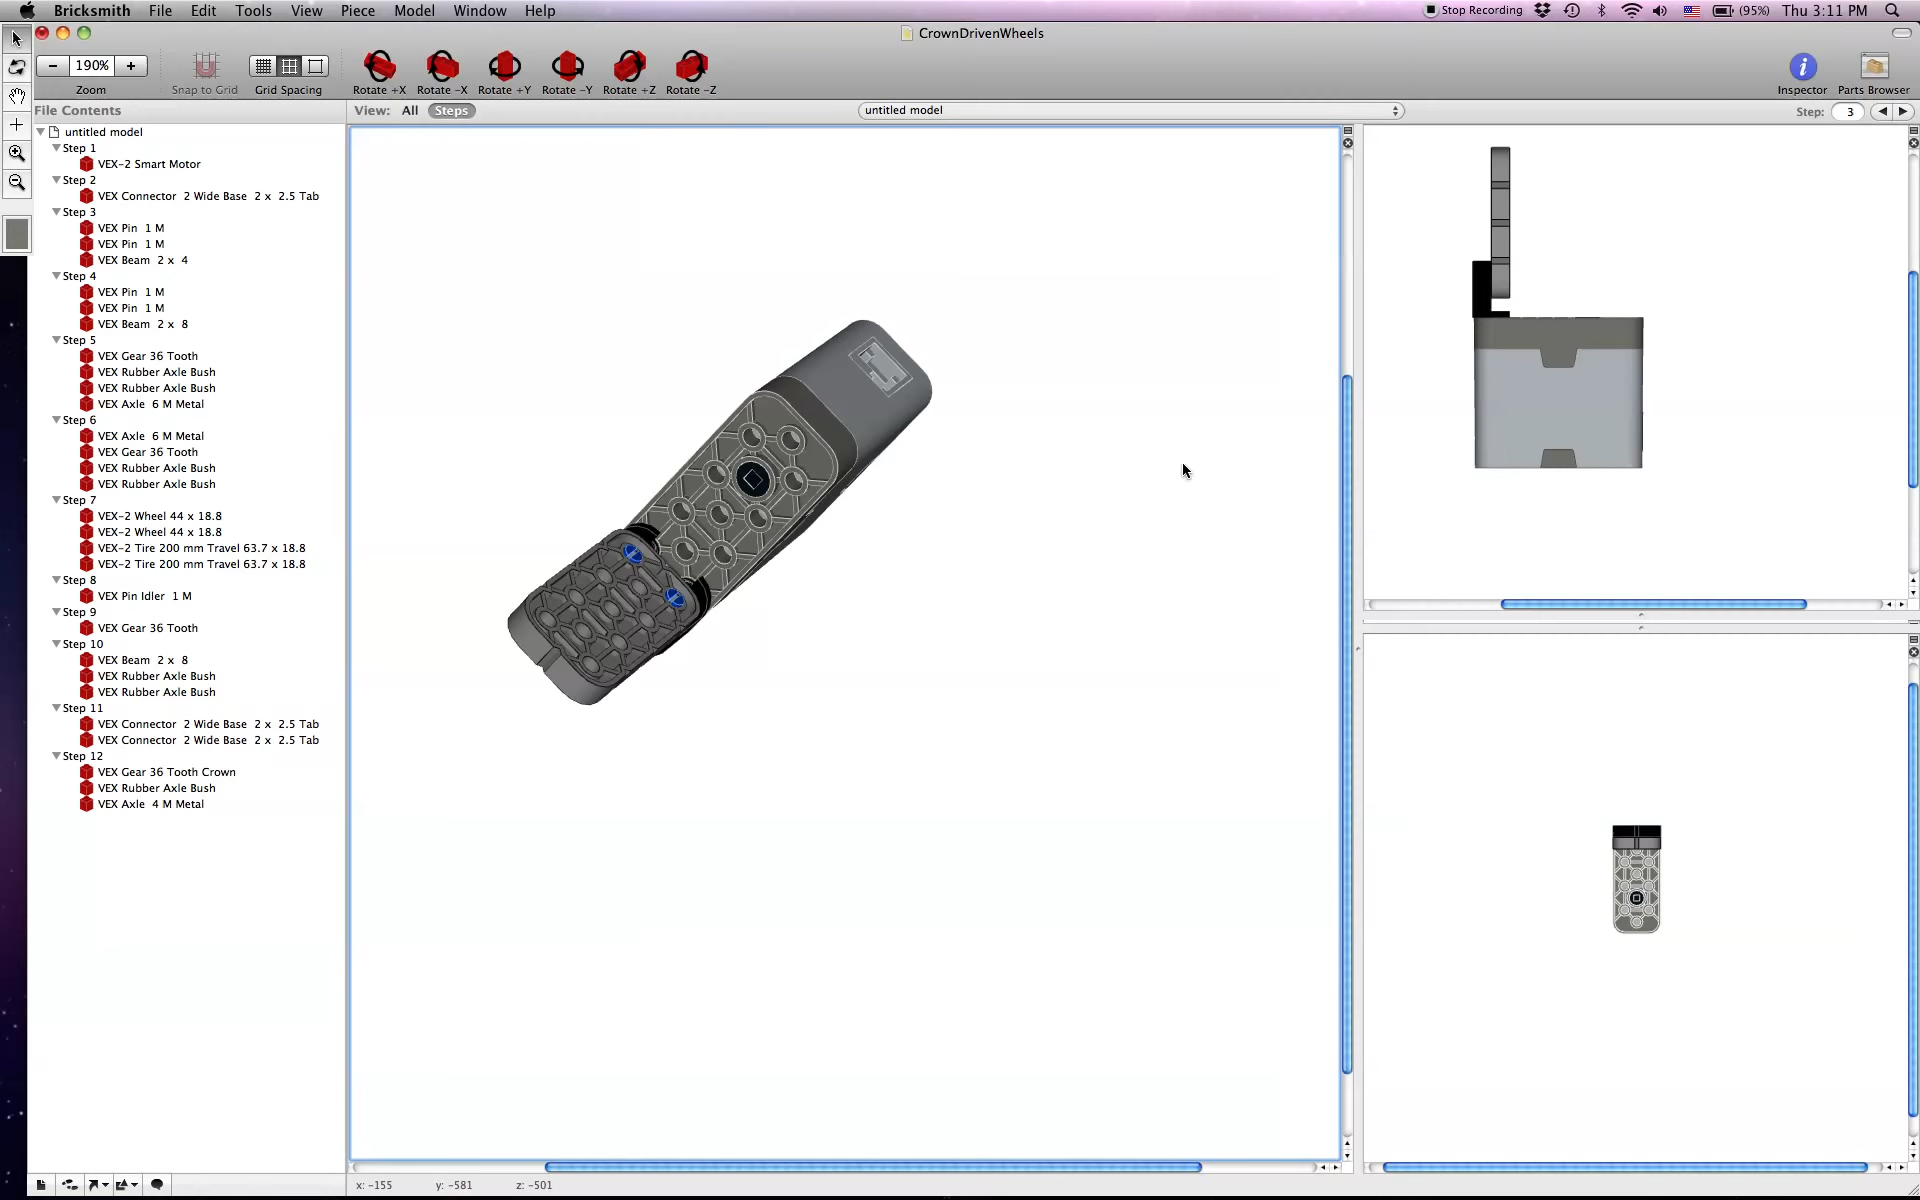 Bricksmith File Edit Tools View Piece Model Window Help Stop Recording (95%) Thu 3:11 PM
CrownDrivenWheels
190%
Zoom Snap to Grid Grid Spacing Rotate +X Rotate -X Rotate +Y Rotate -Y Rotate +Z Rotate -Z Inspector Parts Browser
File Contents View: All Steps untitled model Step: 3
untitled model
Step 1
VEX-2 Smart Motor
Step 2
VEX Connector 2 Wide Base 2 x 2.5 Tab
Step 3
VEX Pin 1 M
VEX Pin 1 M
VEX Beam 2 x 4
Step 4
VEX Pin 1 M
VEX Pin 1 M
VEX Beam 2 x 8
Step 5
VEX Gear 36 Tooth
VEX Rubber Axle Bush
VEX Rubber Axle Bush
VEX Axle 6 M Metal
Step 6
VEX Axle 6 M Metal
VEX Gear 36 Tooth
VEX Rubber Axle Bush
VEX Rubber Axle Bush
Step 7
VEX-2 Wheel 44 x 18.8
VEX-2 Wheel 44 x 18.8
VEX-2 Tire 200 mm Travel 63.7 x 18.8
VEX-2 Tire 200 mm Travel 63.7 x 18.8
Step 8
VEX Pin Idler 1 M
Step 9
VEX Gear 36 Tooth
Step 10
VEX Beam 2 x 8
VEX Rubber Axle Bush
VEX Rubber Axle Bush
Step 11
VEX Connector 2 Wide Base 2 x 2.5 Tab
VEX Connector 2 Wide Base 2 x 2.5 Tab
Step 12
VEX Gear 36 Tooth Crown
VEX Rubber Axle Bush
VEX Axle 4 M Metal
x: -155 y: -581 z: -501